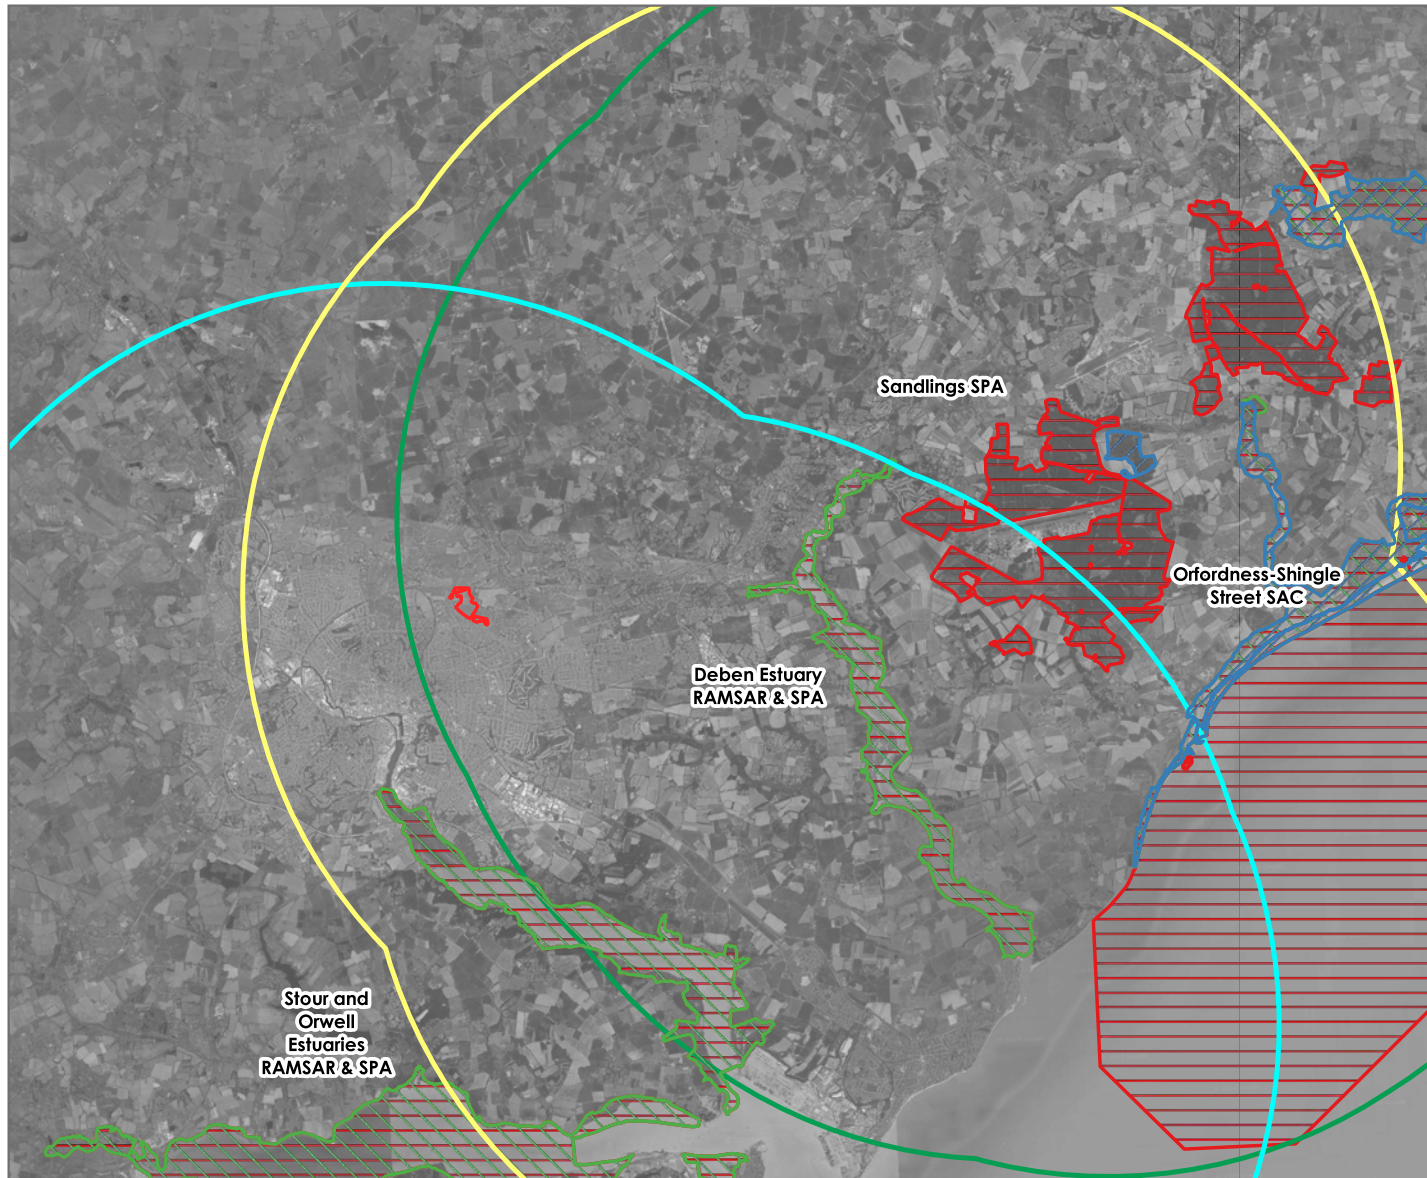 Sandlings SPA
Orfordness-Shingle
Street SAC
Deben Estuary
RAMSAR & SPA
Stour and
Orwell
Estuaries
RAMSAR & SPA